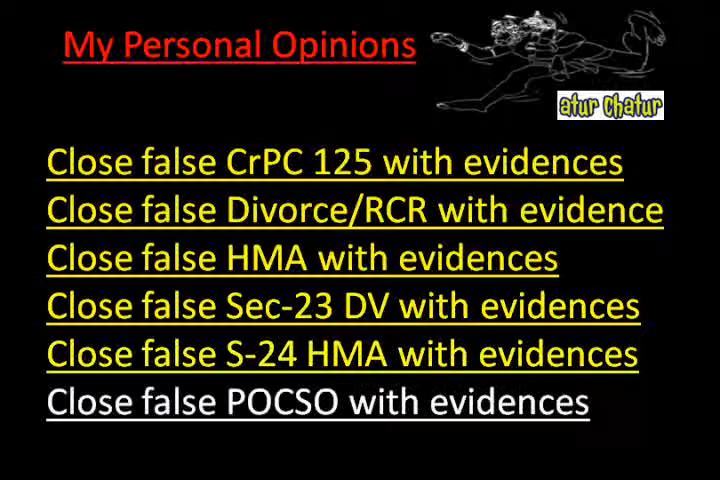 My Personal Opinions
atur Chatur
Close false CrPC 125 with evidences
Close false Divorce/RCR with evidence
Close false HMA with evidences
Close false Sec-23 DV with evidences
Close false S-24 HMA with evidences
Close false POCSO with evidences